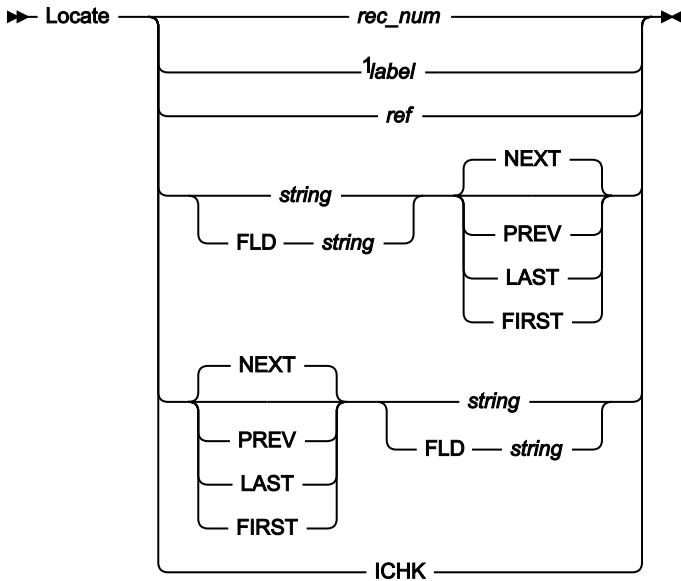 Locate rec_num
1label
ref
NEXT
string
FLD string
PREV
LAST
FIRST
NEXT
string
PREV
FLD string
LAST
FIRST
ICHK